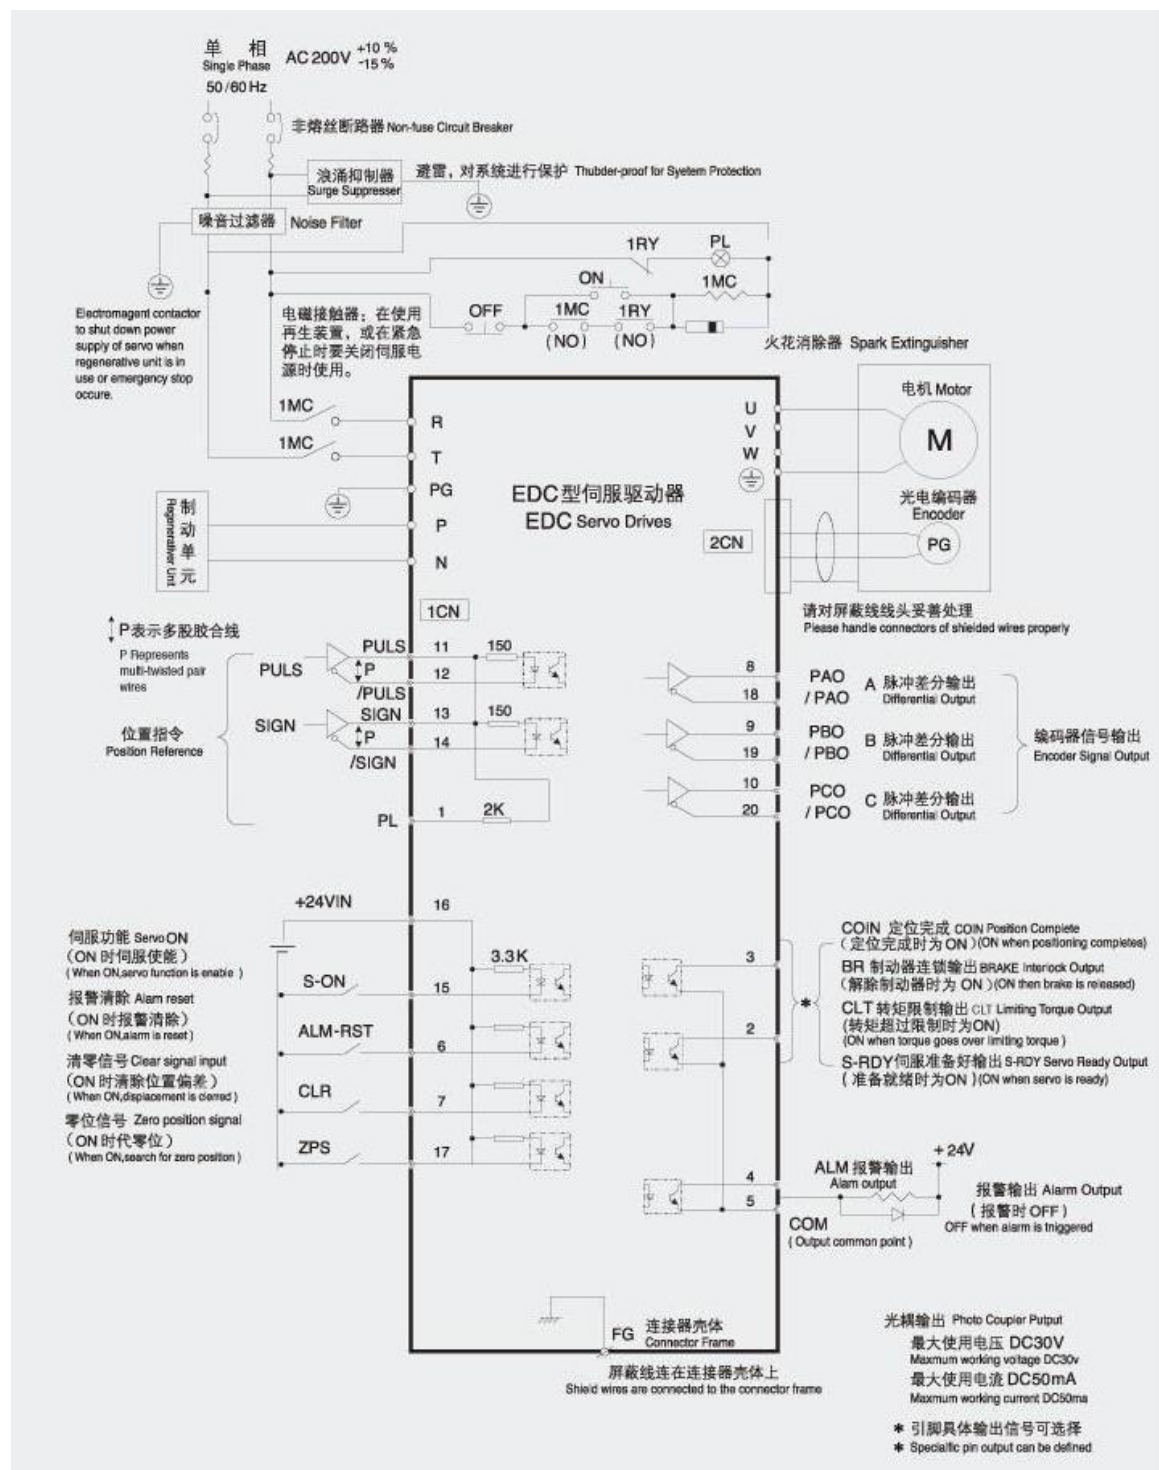 单 相
Single Phase
AC 200V +10 % -15 %
50/60 Hz
非熔丝断路器 Non-fuse Circuit Breaker
浪涌抑制器
Surge Suppresser
避雷，对系统进行保护 Thubder-proof for Syetem Protection
噪音过滤器 Noise Filter
1RY
PL
ON
1MC
OFF
1MC
1RY
(NO)
(NO)
火花消除器 Spark Extinguisher
Electromagent contactor
to shut down power
supply of servo when
regenerative unit is in
use or emergency stop
occure.
电磁接触器；在使用
再生装置，或在紧急
停止时要关闭伺服电
源时使用。
1MC
R
1MC
T
PG
P
N
制动单元
Regenerativer Unit
EDC型伺服驱动器
EDC Servo Drives
U
V
W
2CN
电机 Motor
M
光电编码器
Encoder
PG
请对屏蔽线线头妥善处理
Please handle connectors of shielded wires properly
1CN
P表示多股胶合线
P Represents
multi-twisted pair
wires
PULS
PULS
11
150
P
12
/PULS
SIGN
SIGN
13
150
P
14
/SIGN
位置指令
Position Reference
PL
1
2K
8
PAO
18
/ PAO
A 脉冲差分输出
Differential Output
9
PBO
19
/ PBO
B 脉冲差分输出
Differential Output
10
PCO
20
/ PCO
C 脉冲差分输出
Differential Output
编码器信号输出
Encoder Signal Output
+24VIN
16
伺服功能 Servo ON
(ON 时伺服使能)
( When ON,servo function is enable )
3.3K
S-ON
15
报警清除 Alam reset
(ON 时报警清除)
( When ON,alarm is reset )
ALM-RST
6
清零信号 Clear signal input
(ON 时清除位置偏差)
( When ON,displacement is clerred )
CLR
7
零位信号 Zero position signal
(ON 时代零位)
( When ON,search for zero position )
ZPS
17
3
2
*
COIN 定位完成 COIN Position Complete
( 定位完成时为 ON )(ON when positioning completes)
BR 制动器连锁输出 BRAKE Interlock Output
(解除制动器时为 ON )(ON then brake is released)
CLT 转矩限制输出 CLT Limiting Torque Output
(转矩超过限制时为ON)
(ON when torque goes over limiting torque )
S-RDY伺服准备好输出 S-RDY Servo Ready Output
( 准备就绪时为ON )(ON when servo is ready)
4
5
ALM 报警输出
Alam output
+ 24V
COM
( Output common point )
报警输出 Alarm Output
( 报警时 OFF )
OFF when alarm is triggered
FG
连接器壳体
Connector Frame
屏蔽线连在连接器壳体上
Shield wires are connected to the connector frame
光耦输出 Photo Coupler Putput
最大使用电压 DC30V
Maxmum working voltage DC30v
最大使用电流 DC50mA
Maxmum working current DC50ma
* 引脚具体输出信号可选择
* Specialtic pin output can be defined